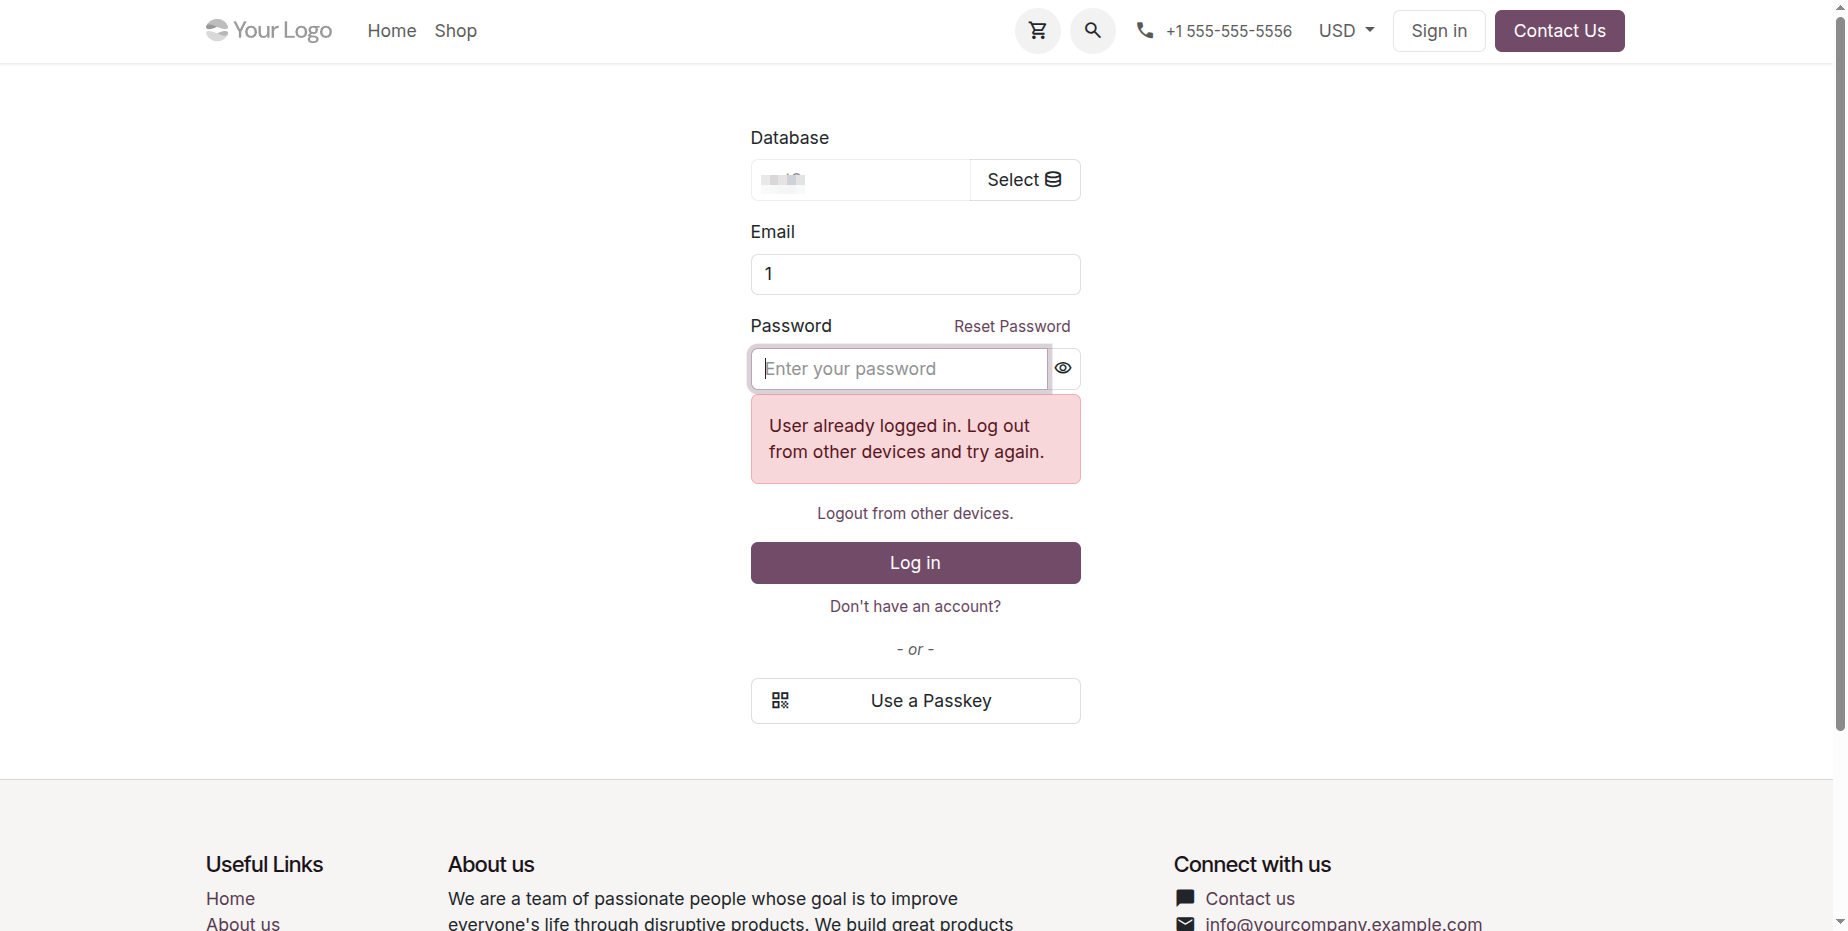 Your Logo Home Shop +1 555-555-5556 USD Sign in Contact Us
Database
Select
Email
1
Password Reset Password
Enter your password
User already logged in. Log out
from other devices and try again.
Logout from other devices.
Log in
Don't have an account?
- or -
Use a Passkey
Useful Links
Home
About us
About us
We are a team of passionate people whose goal is to improve
everyone's life through disruptive products. We build great products
Connect with us
Contact us
info@yourcompany.example.com